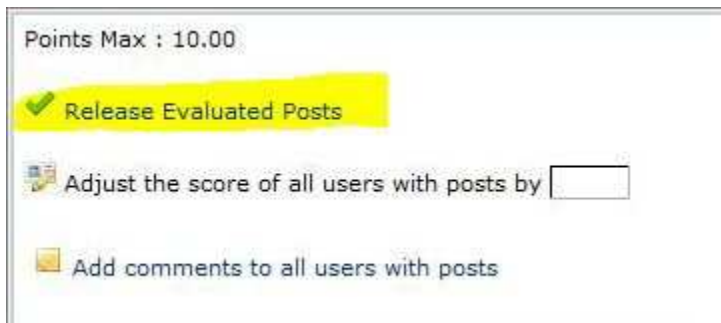 Points Max : 10.00
Release Evaluated Posts
Adjust the score of all users with posts by
Add comments to all users with posts